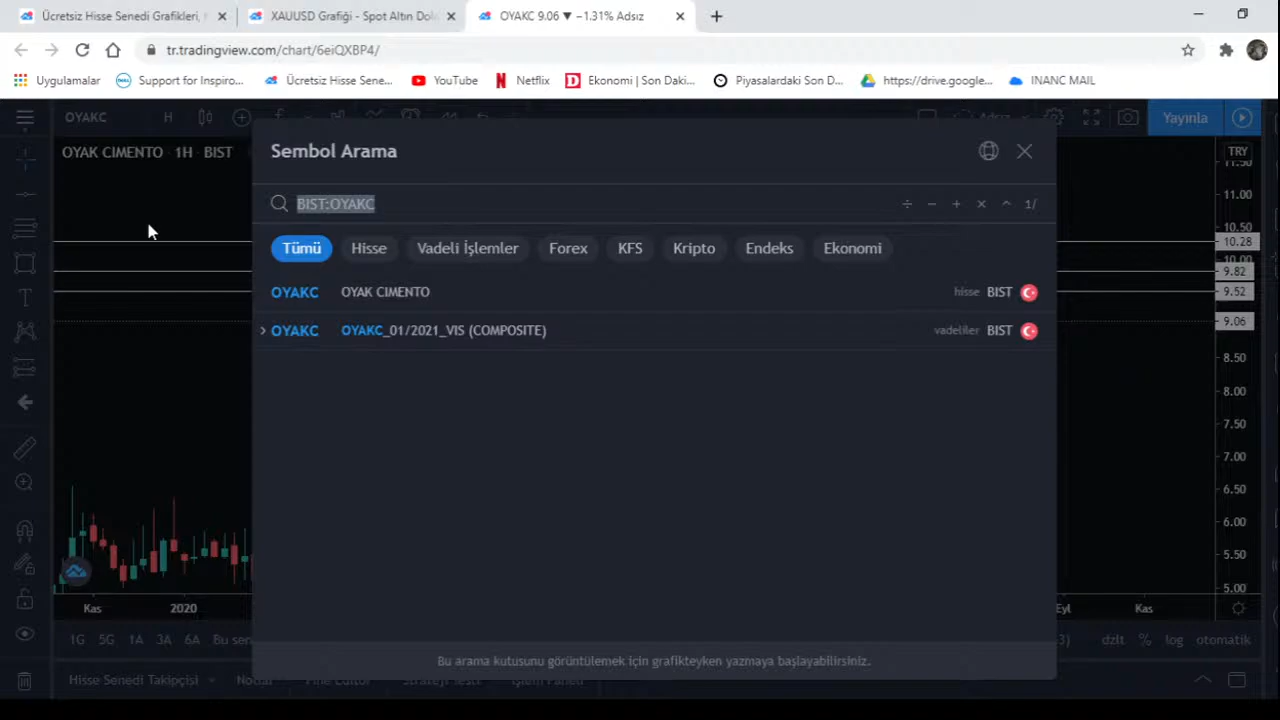 Ücretsiz Hisse Senedi Grafikleri,
XAUUSD Grafiği - Spot Altın Dola
OYAKC 9.06 ▼ −1.31% Adsız
tr.tradingview.com/chart/6eiQXBP4/
Uygulamalar
Support for Inspiro...
Ücretsiz Hisse Sene...
YouTube
Netflix
Ekonomi | Son Daki...
Piyasalardaki Son D...
https://drive.google...
INANC MAIL
OYAKC
H
Yayınla
OYAK CIMENTO 1H BIST
TRY
Sembol Arama
BIST:OYAKC
÷ − + × ^ 1/
Tümü
Hisse
Vadeli İşlemler
Forex
KFS
Kripto
Endeks
Ekonomi
OYAKC OYAK CIMENTO hisse BIST
OYAKC OYAKC_01/2021_VIS (COMPOSITE) vadeliler BIST
11.50
11.00
10.50
10.28
10.00
9.82
9.52
9.06
8.50
8.00
7.50
7.00
6.50
6.00
5.50
5.00
Kas
2020
Eyl
Kas
1G 5G 1A 3A 6A Bu sen
3)
dzlt % log otomatik
Bu arama kutusunu görüntülemek için grafikteyken yazmaya başlayabilirsiniz.
Hisse Senedi Takipçisi